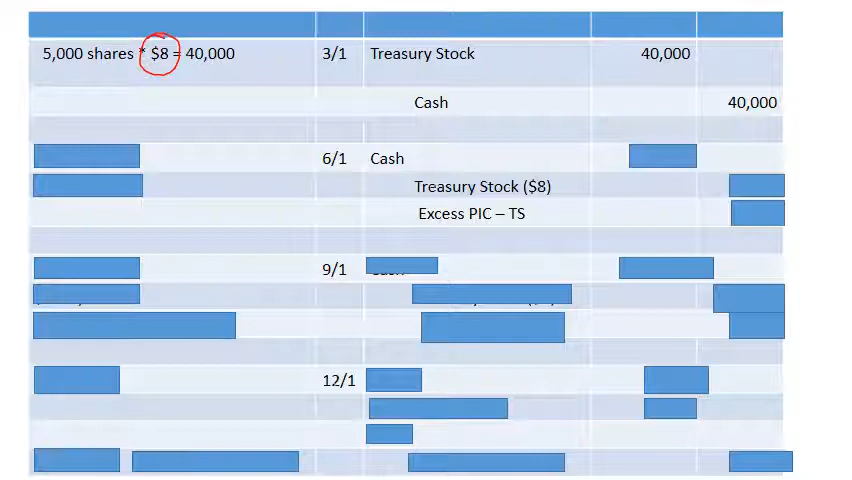 5,000 shares * $8 = 40,000 3/1 Treasury Stock 40,000
Cash 40,000
6/1 Cash
Treasury Stock ($8)
Excess PIC – TS
9/1
12/1